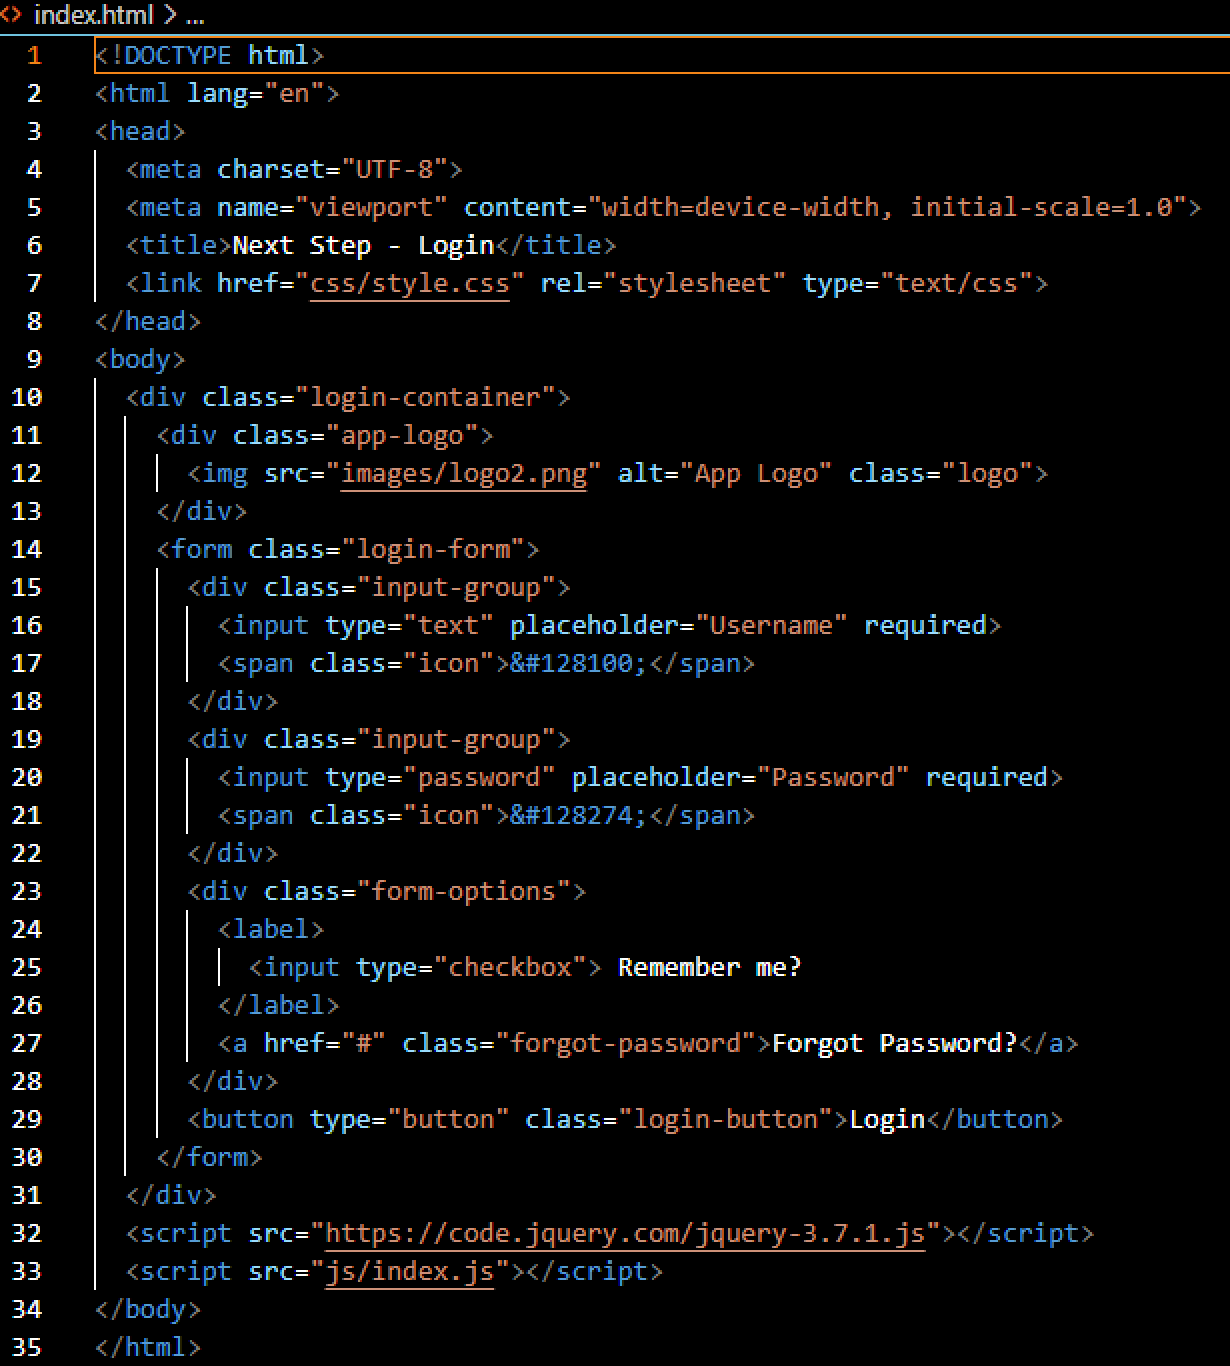 <> index.html > ...
1 <!DOCTYPE html>
2 <html lang="en">
3 <head>
4   <meta charset="UTF-8">
5   <meta name="viewport" content="width=device-width, initial-scale=1.0">
6   <title>Next Step - Login</title>
7   <link href="css/style.css" rel="stylesheet" type="text/css">
8 </head>
9 <body>
10   <div class="login-container">
11     <div class="app-logo">
12       <img src="images/logo2.png" alt="App Logo" class="logo">
13     </div>
14     <form class="login-form">
15       <div class="input-group">
16         <input type="text" placeholder="Username" required>
17         <span class="icon">&#128100;</span>
18       </div>
19       <div class="input-group">
20         <input type="password" placeholder="Password" required>
21         <span class="icon">&#128274;</span>
22       </div>
23       <div class="form-options">
24         <label>
25           <input type="checkbox"> Remember me?
26         </label>
27         <a href="#" class="forgot-password">Forgot Password?</a>
28       </div>
29       <button type="button" class="login-button">Login</button>
30     </form>
31   </div>
32   <script src="https://code.jquery.com/jquery-3.7.1.js"></script>
33   <script src="js/index.js"></script>
34 </body>
35 </html>